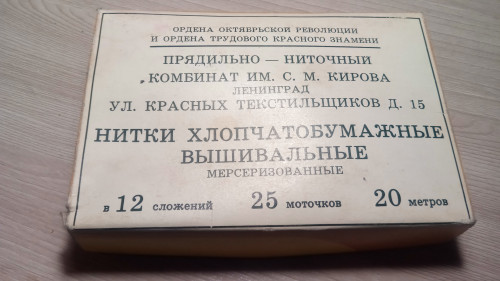 ОРДЕНА ОКТЯБРЬСКОЙ РЕВОЛЮЦИИ
И ОРДЕНА ТРУДОВОГО КРАСНОГО ЗНАМЕНИ
ПРЯДИЛЬНО — НИТОЧНЫЙ
КОМБИНАТ ИМ. С. М. КИРОВА
ЛЕНИНГРАД
УЛ. КРАСНЫХ ТЕКСТИЛЬЩИКОВ Д. 15
НИТКИ ХЛОПЧАТОБУМАЖНЫЕ
ВЫШИВАЛЬНЫЕ
МЕРСЕРИЗОВАННЫЕ
в 12 сложений 25 моточков 20 метров